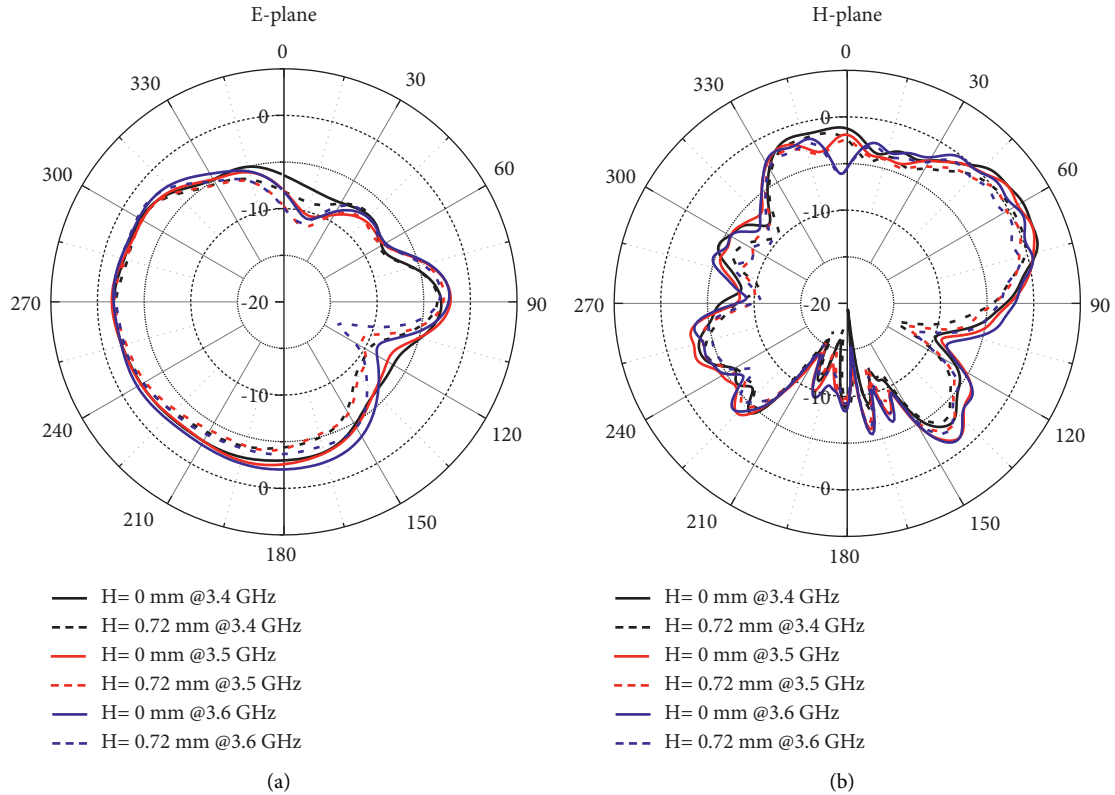 E-plane
0
330
30
0
300
60
-10
270
-20
90
-10
240
120
0
210
150
180
H= 0 mm @3.4 GHz
H= 0.72 mm @3.4 GHz
H= 0 mm @3.5 GHz
H= 0.72 mm @3.5 GHz
H= 0 mm @3.6 GHz
H= 0.72 mm @3.6 GHz
(a)
H-plane
0
330
30
0
300
60
-10
270
-20
90
-10
240
120
0
210
150
180
H= 0 mm @3.4 GHz
H= 0.72 mm @3.4 GHz
H= 0 mm @3.5 GHz
H= 0.72 mm @3.5 GHz
H= 0 mm @3.6 GHz
H= 0.72 mm @3.6 GHz
(b)